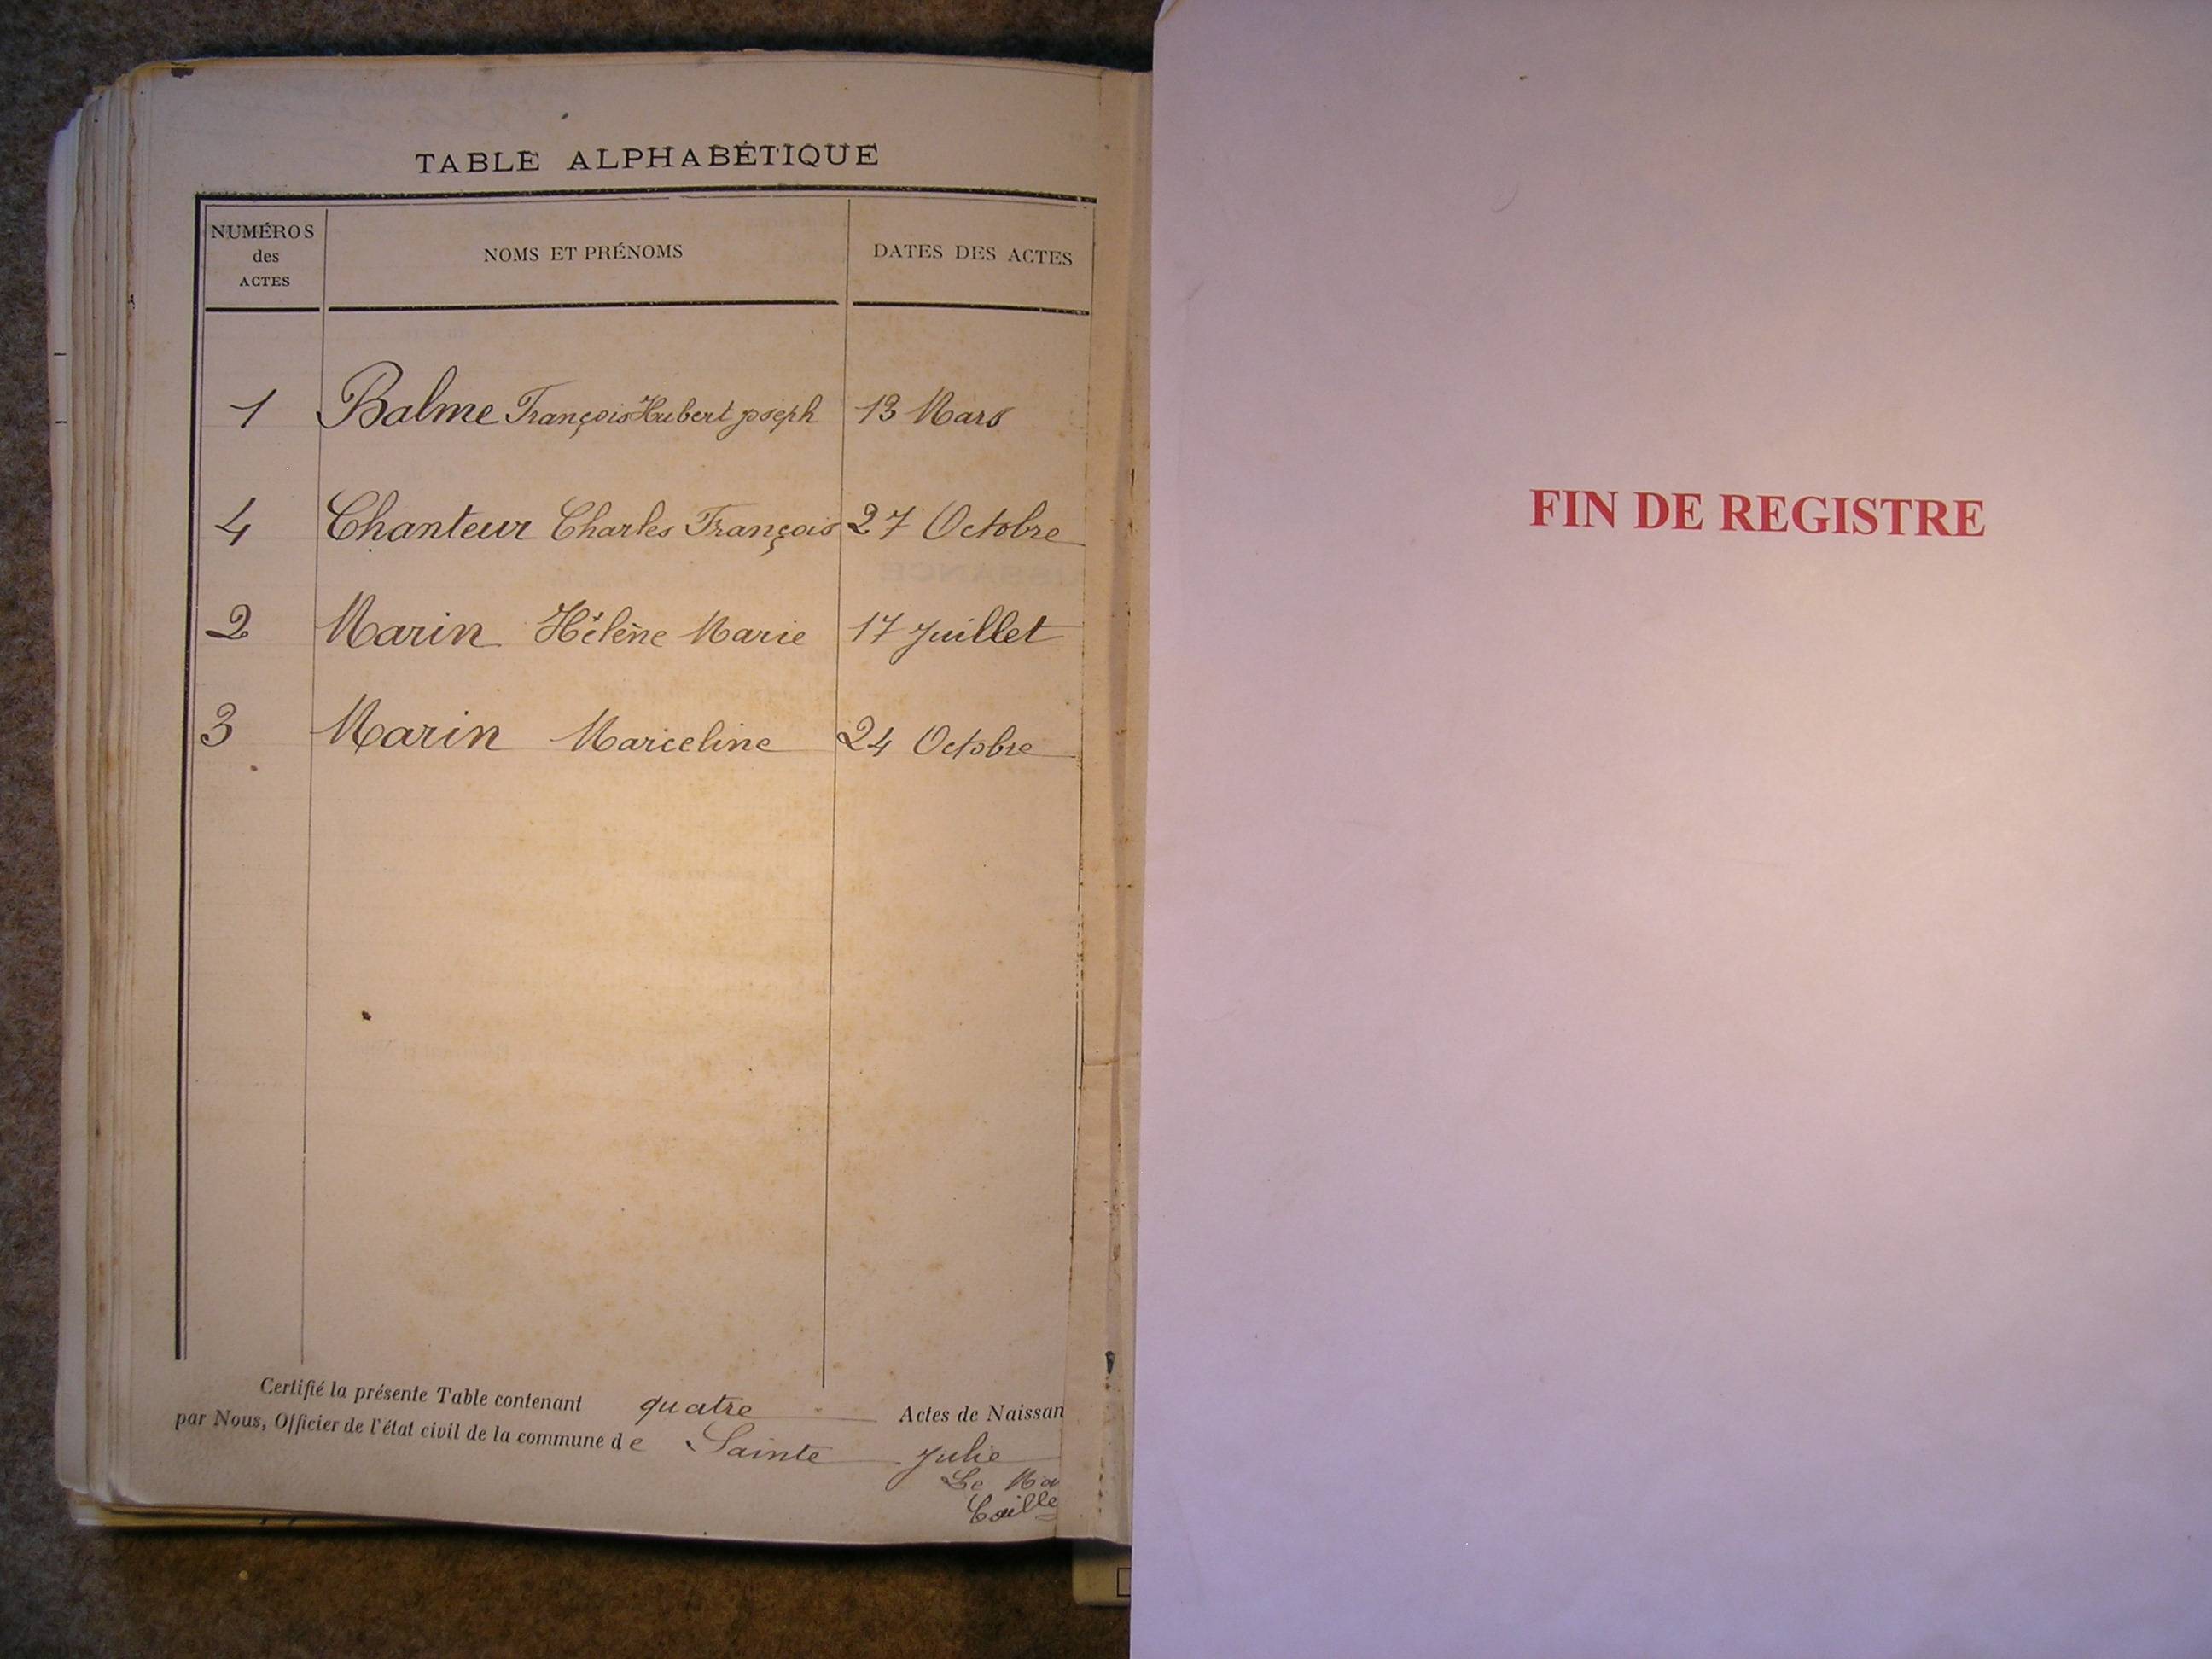 TABLE ALPHABÉTIQUE
NUMÉROS
des
ACTES
NOMS ET PRÉNOMS
DATES DES ACTES
1 Balme François Hubert Joseph 13 Mars
4 Chanteur Charles François 27 Octobre
2 Marin Hélène Marie 17 Juillet
3 Marin Marceline 24 Octobre
Certifié la présente Table contenant quatre Actes de Naissan
par Nous, Officier de l'état civil de la commune de Sainte Julie
Le Ma
FIN DE REGISTRE